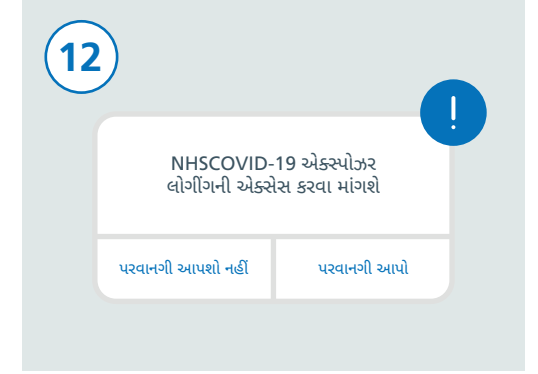 12
!
NHSCOVID-19 એક્સ્પોઝર
લોગીંગની એક્સેસ કરવા માંગશે
પરવાનગી આપશો નહીં
પરવાનગી આપો